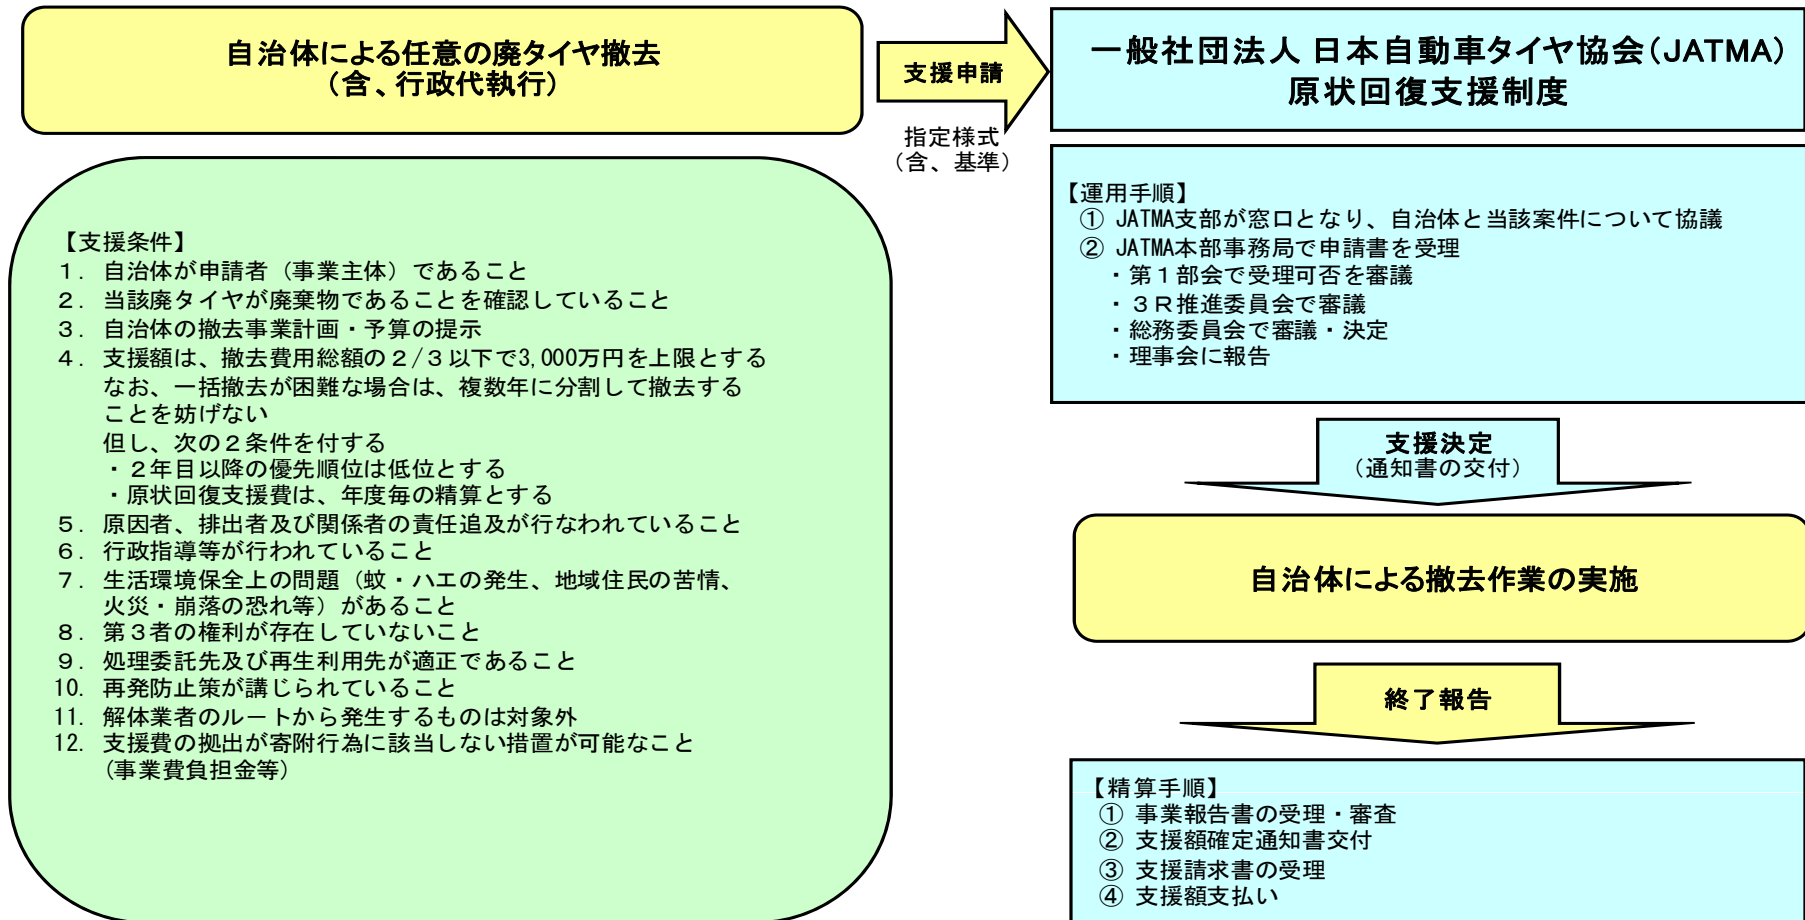 自治体による任意の廃タイヤ撤去
（含、行政代執行）
支援申請
指定様式
（含、基準）
一般社団法人 日本自動車タイヤ協会（JATMA）
原状回復支援制度
【支援条件】
１．自治体が申請者（事業主体）であること
２．当該廃タイヤが廃棄物であることを確認していること
３．自治体の撤去事業計画・予算の提示
４．支援額は、撤去費用総額の２/３以下で3,000万円を上限とする
なお、一括撤去が困難な場合は、複数年に分割して撤去する
ことを妨げない
但し、次の２条件を付する
・２年目以降の優先順位は低位とする
・原状回復支援費は、年度毎の精算とする
５．原因者、排出者及び関係者の責任追及が行なわれていること
６．行政指導等が行われていること
７．生活環境保全上の問題（蚊・ハエの発生、地域住民の苦情、
火災・崩落の恐れ等）があること
８．第３者の権利が存在していないこと
９．処理委託先及び再生利用先が適正であること
10．再発防止策が講じられていること
11．解体業者のルートから発生するものは対象外
12．支援費の拠出が寄附行為に該当しない措置が可能なこと
(事業費負担金等)
【運用手順】
① JATMA支部が窓口となり、自治体と当該案件について協議
② JATMA本部事務局で申請書を受理
・第１部会で受理可否を審議
・３Ｒ推進委員会で審議
・総務委員会で審議・決定
・理事会に報告
支援決定
（通知書の交付）
自治体による撤去作業の実施
終了報告
【精算手順】
① 事業報告書の受理・審査
② 支援額確定通知書交付
③ 支援請求書の受理
④ 支援額支払い